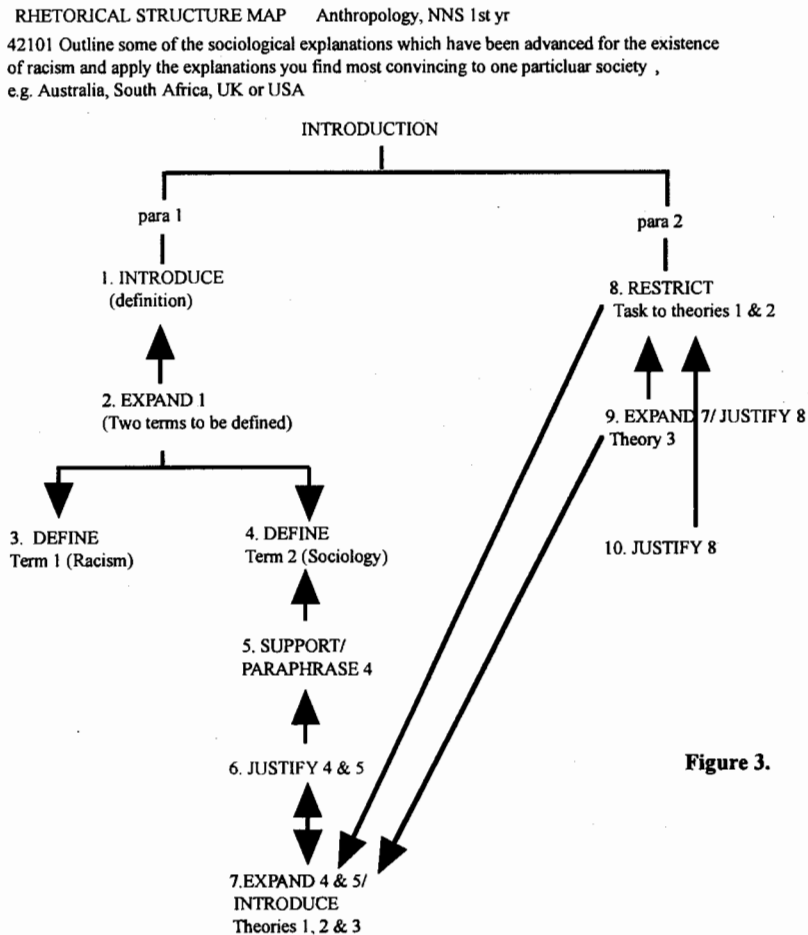 RHETORICAL STRUCTURE MAP Anthropology, NNS 1st yr
42101 Outline some of the sociological explanations which have been advanced for the existence
of racism and apply the explanations you find most convincing to one particluar society ,
e.g. Australia, South Africa, UK or USA
INTRODUCTION
para 1
1. INTRODUCE
(definition)
2. EXPAND 1
(Two terms to be defined)
3. DEFINE
Term 1 (Racism)
4. DEFINE
Term 2 (Sociology)
5. SUPPORT/
PARAPHRASE 4
6. JUSTIFY 4 & 5
7.EXPAND 4 & 5/
INTRODUCE
Theories 1, 2 & 3
para 2
8. RESTRICT
Task to theories 1 & 2
9. EXPAND 7/ JUSTIFY 8
Theory 3
10. JUSTIFY 8
Figure 3.